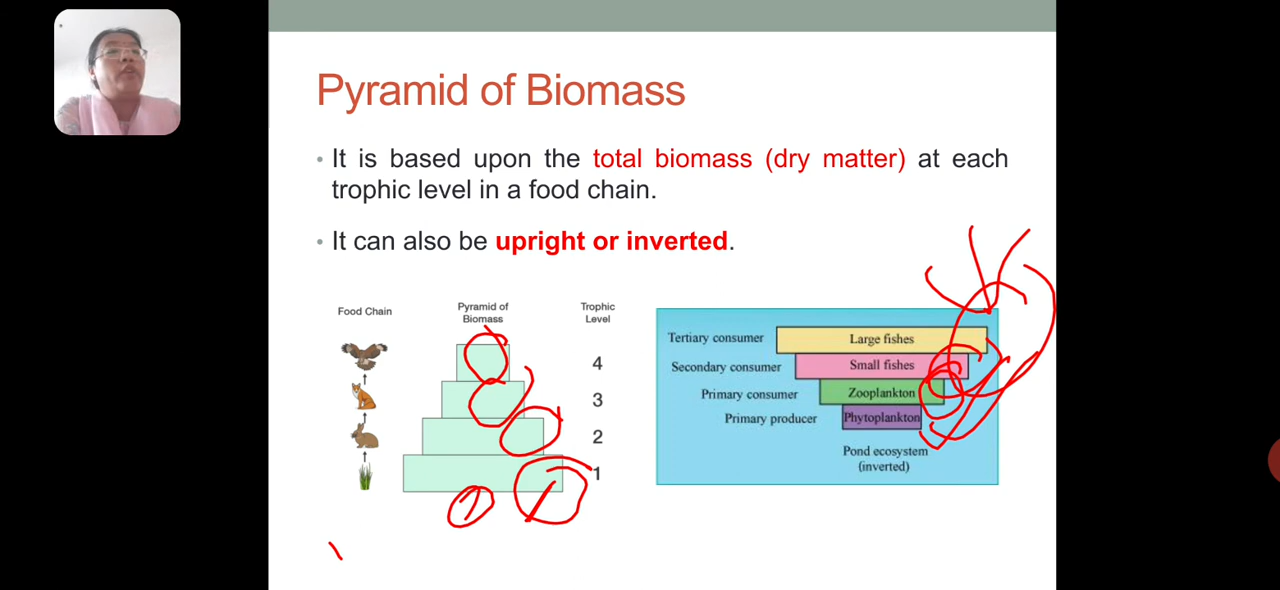 Pyramid of Biomass
• It is based upon the total biomass (dry matter) at each
trophic level in a food chain.
• It can also be upright or inverted.
Food Chain
Pyramid of
Biomass
Trophic
Level
4
3
2
1
Tertiary consumer Large fishes
Secondary consumer Small fishes
Primary consumer Zooplankton
Primary producer Phytoplankton
Pond ecosystem
(inverted)